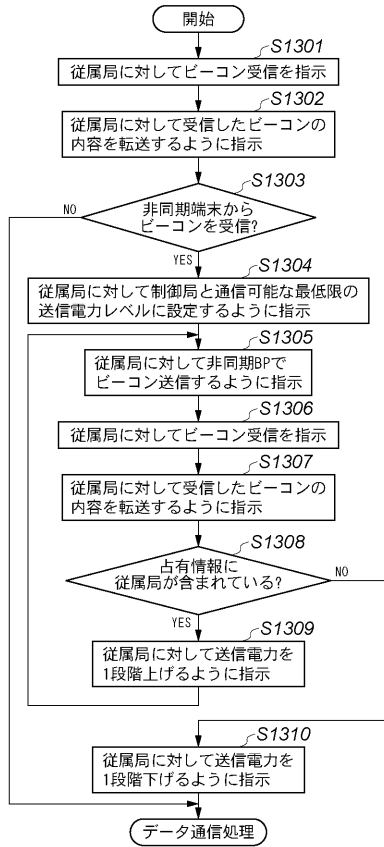 開始
S1301
従属局に対してビーコン受信を指示
S1302
従属局に対して受信したビーコンの
内容を転送するように指示
S1303
NO
非同期端末から
ビーコンを受信?
YES
S1304
従属局に対して制御局と通信可能な最低限の
送信電力レベルに設定するように指示
S1305
従属局に対して非同期BPで
ビーコン送信するように指示
S1306
従属局に対してビーコン受信を指示
S1307
従属局に対して受信したビーコンの
内容を転送するように指示
S1308
占有情報に
従属局が含まれている?
NO
YES
S1309
従属局に対して送信電力を
1段階上げるように指示
S1310
従属局に対して送信電力を
1段階下げるように指示
データ通信処理